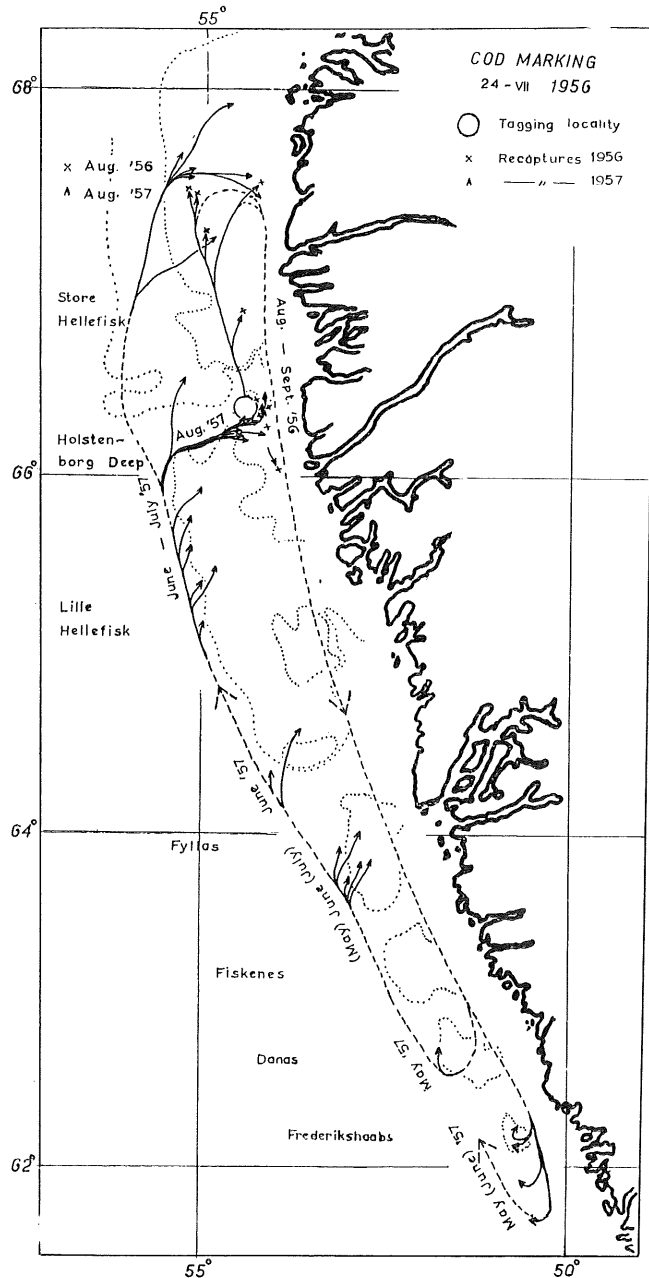 55°
68°
COD MARKING
24-VII 1956
Tagging locality
x Recaptures 1956
ʌ —„— 1957
x Aug. '56
ʌ Aug. '57
Store
Hellefisk
Aug. — Sept. '56
Aug. '57
Holsten-
borg Deep
66°
June — July '57
Lille
Hellefisk
June '57
64°
Fyllas
(May) June (July)
Fiskenes
May '57
Danas
Frederikshaabs
May (June) '57
62°
55°
50°